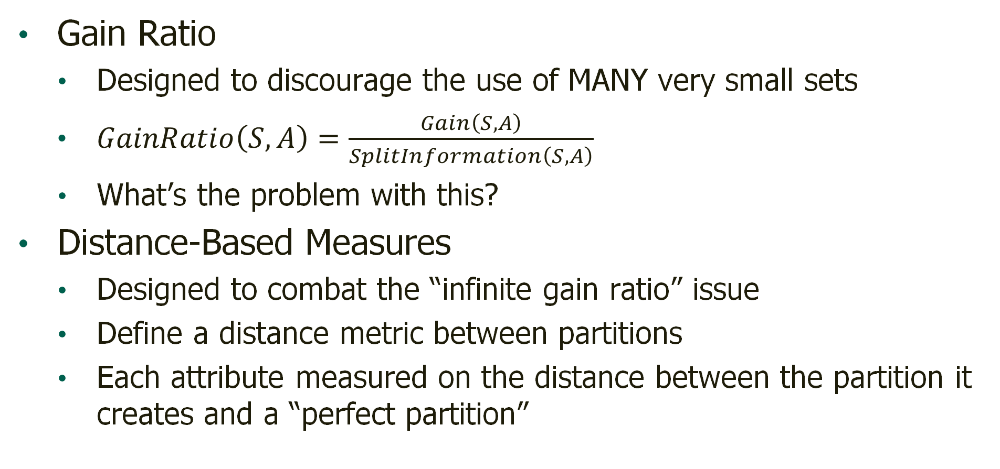 • Gain Ratio
• Designed to discourage the use of MANY very small sets
• GainRatio(S, A) = Gain(S,A) / SplitInformation(S,A)
• What’s the problem with this?
• Distance-Based Measures
• Designed to combat the “infinite gain ratio” issue
• Define a distance metric between partitions
• Each attribute measured on the distance between the partition it
creates and a “perfect partition”